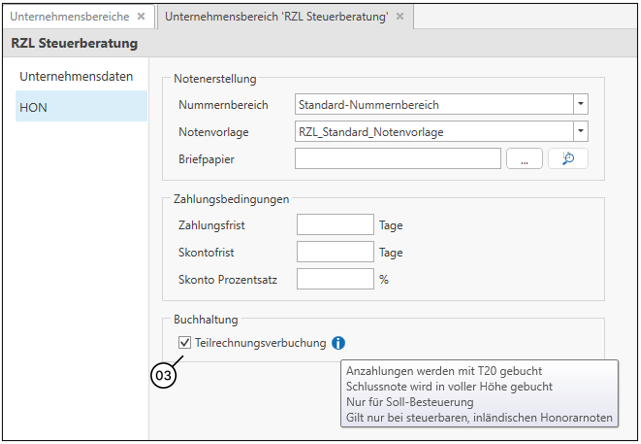 Unternehmensbereiche ×
Unternehmensbereich 'RZL Steuerberatung' ×
RZL Steuerberatung
Unternehmensdaten
HON
Notenerstellung
Nummernbereich Standard-Nummernbereich
Notenvorlage RZL_Standard_Notenvorlage
Briefpapier ...
Zahlungsbedingungen
Zahlungsfrist Tage
Skontofrist Tage
Skonto Prozentsatz %
Buchhaltung
Teilrechnungsverbuchung i
03
Anzahlungen werden mit T20 gebucht
Schlussnote wird in voller Höhe gebucht
Nur für Soll-Besteuerung
Gilt nur bei steuerbaren, inländischen Honorarnoten